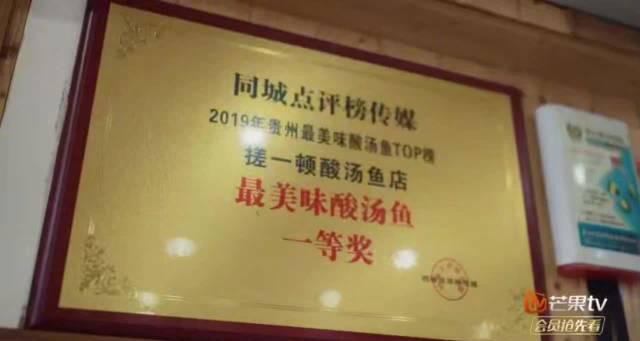 同城点评榜传媒
2019年贵州最美味酸汤鱼TOP榜
搓一顿酸汤鱼店
最美味酸汤鱼
一等奖
芒果tv
会员抢先看